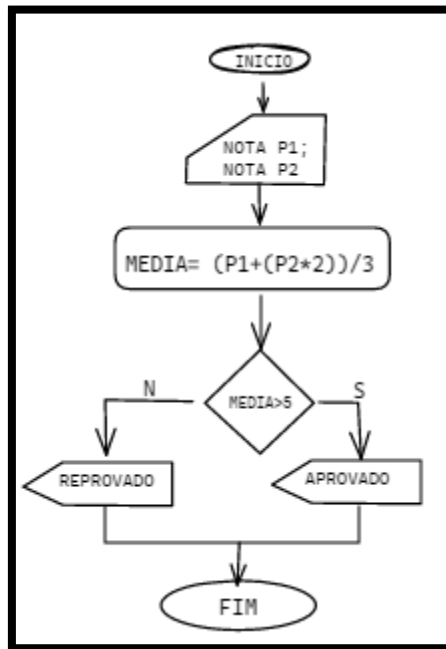 INICIO
NOTA P1;
NOTA P2
MEDIA= (P1+(P2*2))/3
MEDIA>5
N
S
REPROVADO
APROVADO
FIM